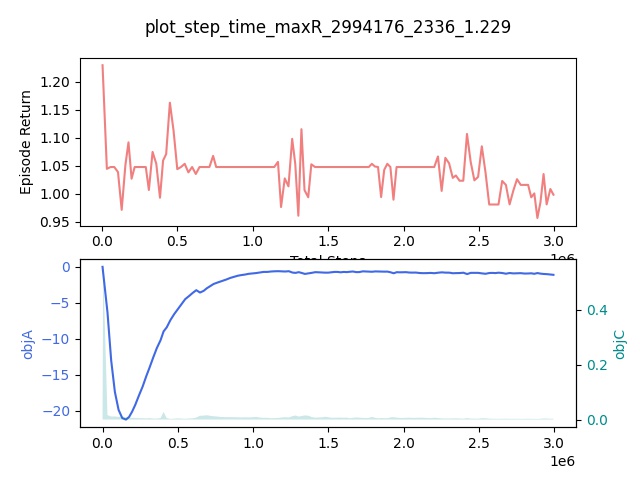 plot_step_time_maxR_2994176_2336_1.229
1.20
1.15
1.10
1.05
1.00
0.95
Episode Return
0.0 0.5 1.0 1.5 2.0 2.5 3.0
1e6
Total Steps
0
−5
−10
−15
−20
objA
0.4
0.2
0.0
objC
0.0 0.5 1.0 1.5 2.0 2.5 3.0
1e6